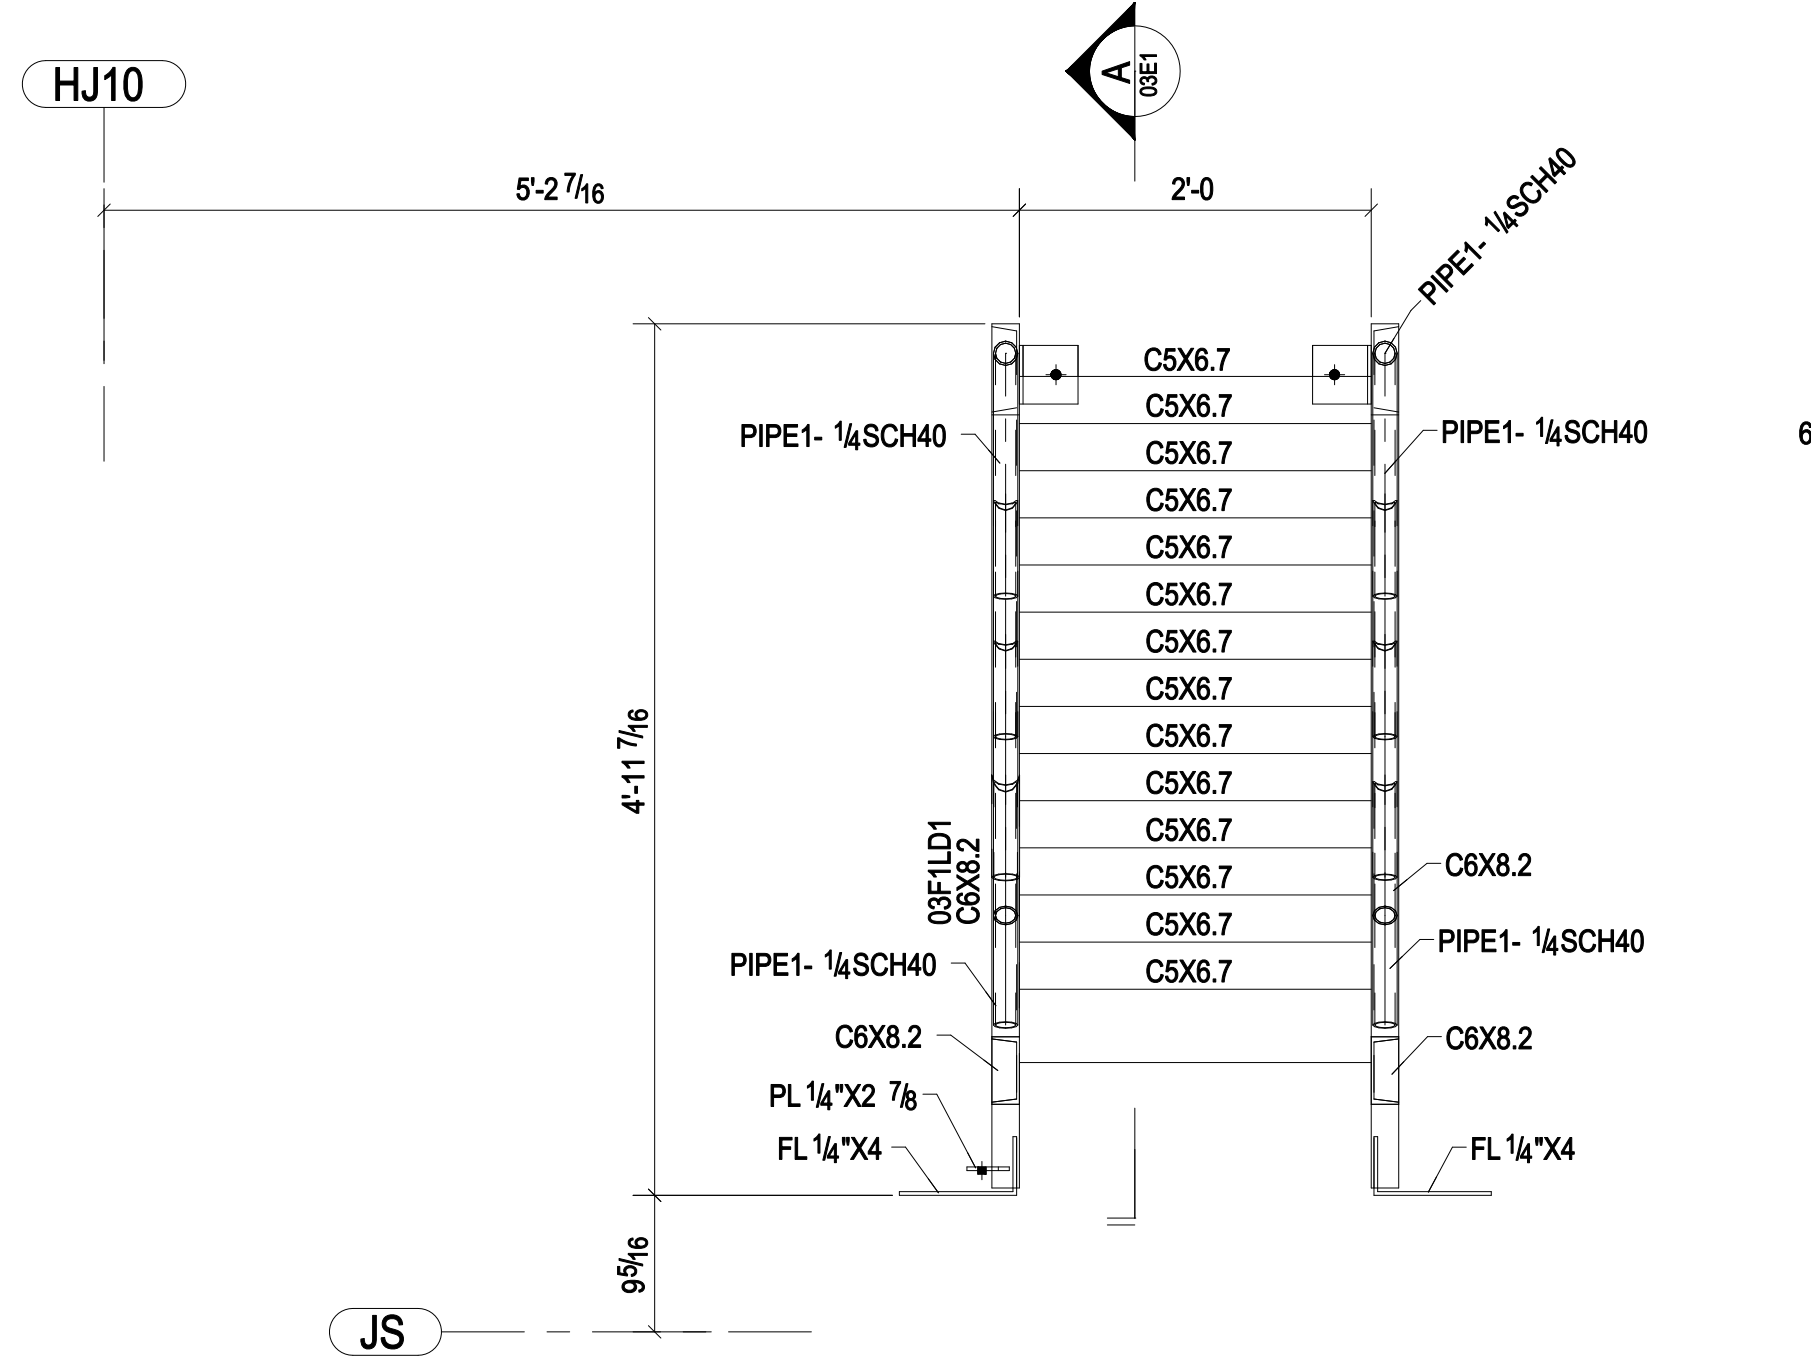 HJ10
A
03E1
5'-2 7/16
2'-0
PIPE1- 1/4SCH40
C5X6.7
C5X6.7
PIPE1- 1/4SCH40
PIPE1- 1/4SCH40
6
C5X6.7
C5X6.7
C5X6.7
C5X6.7
C5X6.7
C5X6.7
4'-11 7/16
C5X6.7
C5X6.7
C5X6.7
03F1LD1
C6X8.2
C5X6.7
C6X8.2
C5X6.7
PIPE1- 1/4SCH40
PIPE1- 1/4SCH40
C5X6.7
C6X8.2
C6X8.2
PL 1/4"X2 7/8
FL 1/4"X4
FL 1/4"X4
9 5/16
JS